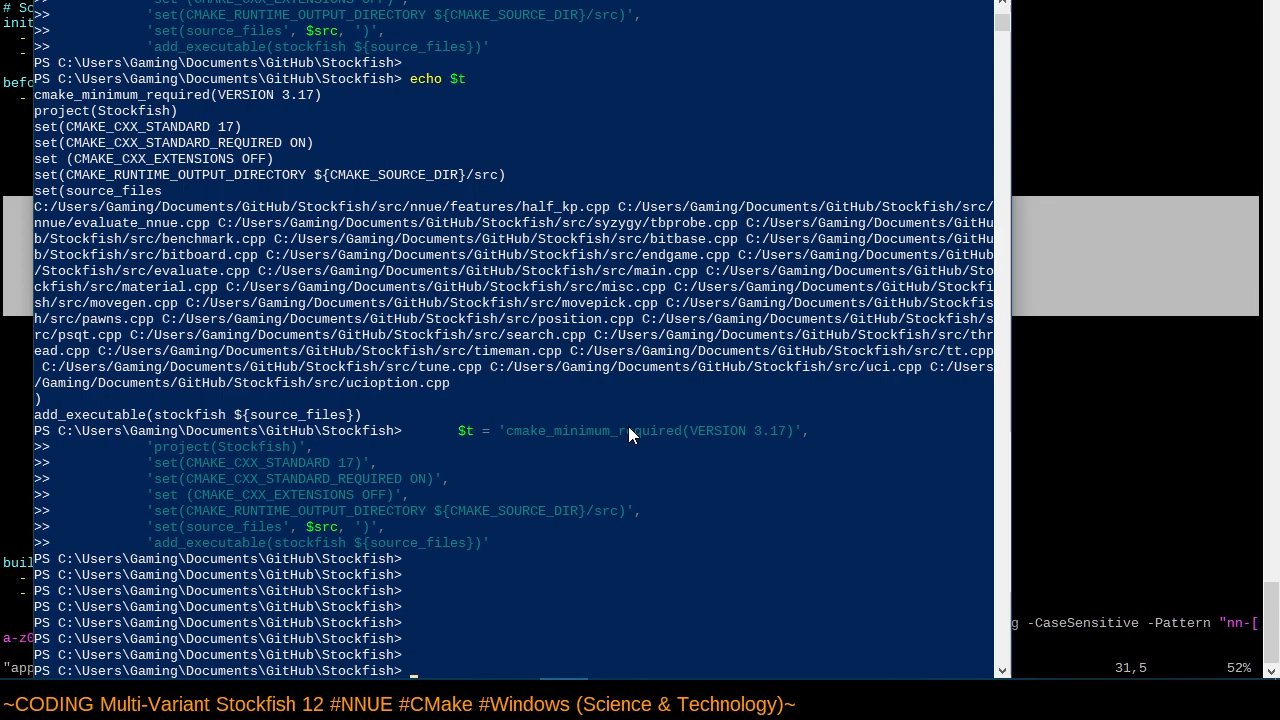 # Sc
init
-
-
befo
-
>>            'set (CMAKE_CXX_EXTENSIONS OFF)',
>>            'set(CMAKE_RUNTIME_OUTPUT_DIRECTORY ${CMAKE_SOURCE_DIR}/src)',
>>            'set(source_files', $src, ')',
>>            'add_executable(stockfish ${source_files})'
PS C:\Users\Gaming\Documents\GitHub\Stockfish>
PS C:\Users\Gaming\Documents\GitHub\Stockfish> echo $t
cmake_minimum_required(VERSION 3.17)
project(Stockfish)
set(CMAKE_CXX_STANDARD 17)
set(CMAKE_CXX_STANDARD_REQUIRED ON)
set (CMAKE_CXX_EXTENSIONS OFF)
set(CMAKE_RUNTIME_OUTPUT_DIRECTORY ${CMAKE_SOURCE_DIR}/src)
set(source_files
C:/Users/Gaming/Documents/GitHub/Stockfish/src/nnue/features/half_kp.cpp C:/Users/Gaming/Documents/GitHub/Stockfish/src/
nnue/evaluate_nnue.cpp C:/Users/Gaming/Documents/GitHub/Stockfish/src/syzygy/tbprobe.cpp C:/Users/Gaming/Documents/GitHu
b/Stockfish/src/benchmark.cpp C:/Users/Gaming/Documents/GitHub/Stockfish/src/bitbase.cpp C:/Users/Gaming/Documents/GitHu
b/Stockfish/src/bitboard.cpp C:/Users/Gaming/Documents/GitHub/Stockfish/src/endgame.cpp C:/Users/Gaming/Documents/GitHub
/Stockfish/src/evaluate.cpp C:/Users/Gaming/Documents/GitHub/Stockfish/src/main.cpp C:/Users/Gaming/Documents/GitHub/Sto
ckfish/src/material.cpp C:/Users/Gaming/Documents/GitHub/Stockfish/src/misc.cpp C:/Users/Gaming/Documents/GitHub/Stockfi
sh/src/movegen.cpp C:/Users/Gaming/Documents/GitHub/Stockfish/src/movepick.cpp C:/Users/Gaming/Documents/GitHub/Stockfis
h/src/pawns.cpp C:/Users/Gaming/Documents/GitHub/Stockfish/src/position.cpp C:/Users/Gaming/Documents/GitHub/Stockfish/s
rc/psqt.cpp C:/Users/Gaming/Documents/GitHub/Stockfish/src/search.cpp C:/Users/Gaming/Documents/GitHub/Stockfish/src/thr
ead.cpp C:/Users/Gaming/Documents/GitHub/Stockfish/src/timeman.cpp C:/Users/Gaming/Documents/GitHub/Stockfish/src/tt.cpp
 C:/Users/Gaming/Documents/GitHub/Stockfish/src/tune.cpp C:/Users/Gaming/Documents/GitHub/Stockfish/src/uci.cpp C:/Users
/Gaming/Documents/GitHub/Stockfish/src/ucioption.cpp
)
add_executable(stockfish ${source_files})
PS C:\Users\Gaming\Documents\GitHub\Stockfish>       $t = 'cmake_minimum_required(VERSION 3.17)',
>>            'project(Stockfish)',
>>            'set(CMAKE_CXX_STANDARD 17)',
>>            'set(CMAKE_CXX_STANDARD_REQUIRED ON)',
>>            'set (CMAKE_CXX_EXTENSIONS OFF)',
>>            'set(CMAKE_RUNTIME_OUTPUT_DIRECTORY ${CMAKE_SOURCE_DIR}/src)',
>>            'set(source_files', $src, ')',
>>            'add_executable(stockfish ${source_files})'
PS C:\Users\Gaming\Documents\GitHub\Stockfish>
PS C:\Users\Gaming\Documents\GitHub\Stockfish>
PS C:\Users\Gaming\Documents\GitHub\Stockfish>
PS C:\Users\Gaming\Documents\GitHub\Stockfish>
PS C:\Users\Gaming\Documents\GitHub\Stockfish>
PS C:\Users\Gaming\Documents\GitHub\Stockfish>
PS C:\Users\Gaming\Documents\GitHub\Stockfish>
PS C:\Users\Gaming\Documents\GitHub\Stockfish>
buil
-
-
g -CaseSensitive -Pattern "nn-[
a-z0
"app
31,5 52%
~CODING Multi-Variant Stockfish 12 #NNUE #CMake #Windows (Science & Technology)~